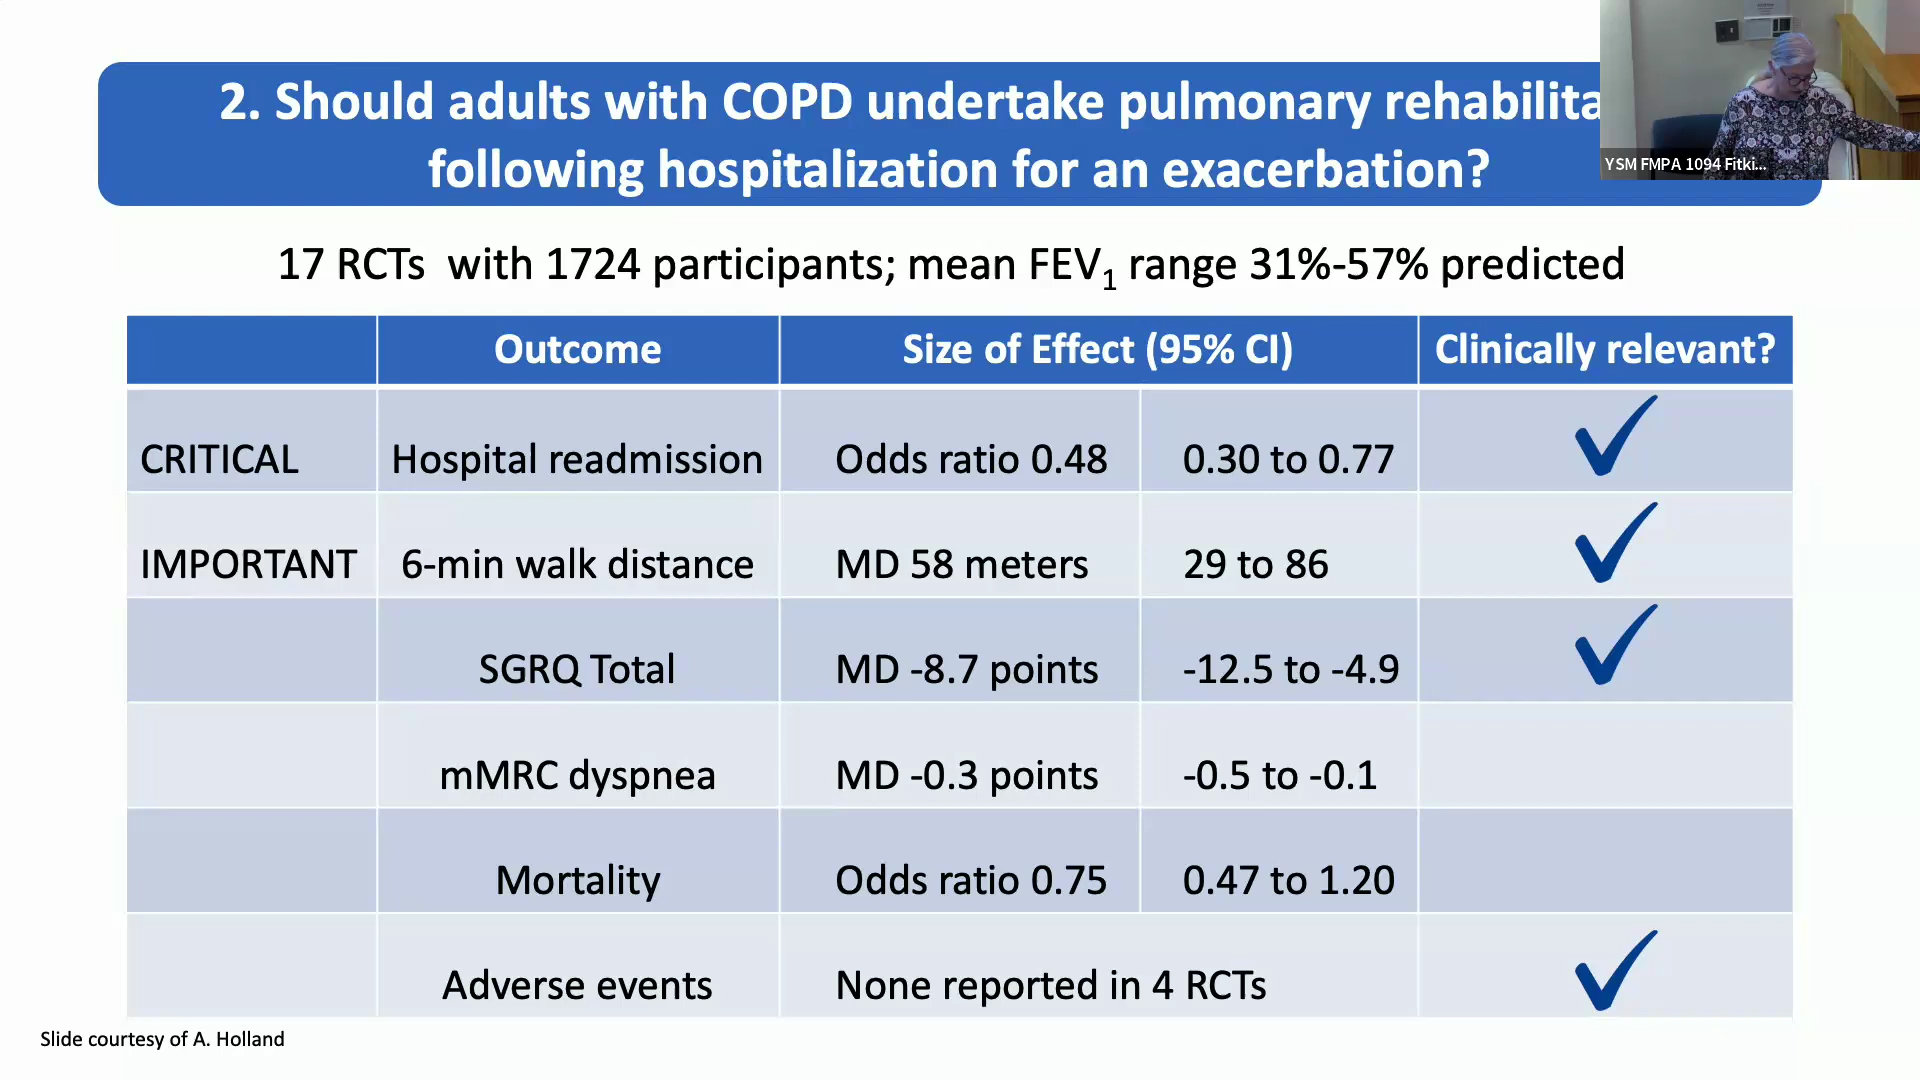 2. Should adults with COPD undertake pulmonary rehabilita
following hospitalization for an exacerbation?
YSM FMPA 1094 Fitki...
17 RCTs with 1724 participants; mean FEV1 range 31%-57% predicted
Outcome Size of Effect (95% CI) Clinically relevant?
CRITICAL Hospital readmission Odds ratio 0.48 0.30 to 0.77
IMPORTANT 6-min walk distance MD 58 meters 29 to 86
SGRQ Total MD -8.7 points -12.5 to -4.9
mMRC dyspnea MD -0.3 points -0.5 to -0.1
Mortality Odds ratio 0.75 0.47 to 1.20
Adverse events None reported in 4 RCTs
Slide courtesy of A. Holland